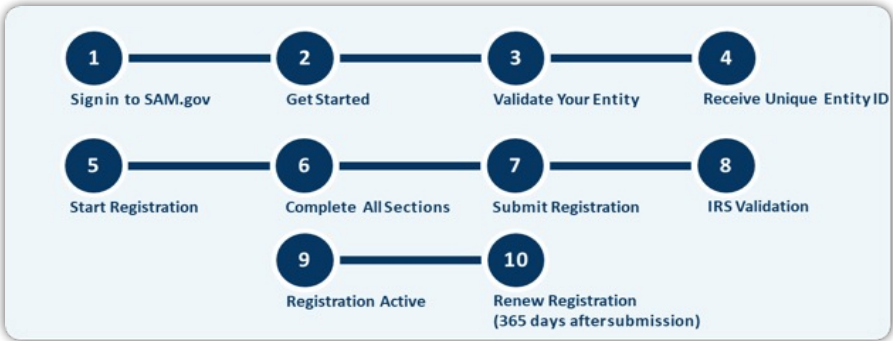 1 2 3 4
Sign in to SAM.gov Get Started Validate Your Entity Receive Unique Entity ID
5 6 7 8
Start Registration Complete All Sections Submit Registration IRS Validation
9 10
Registration Active Renew Registration
(365 days aftersubmission)